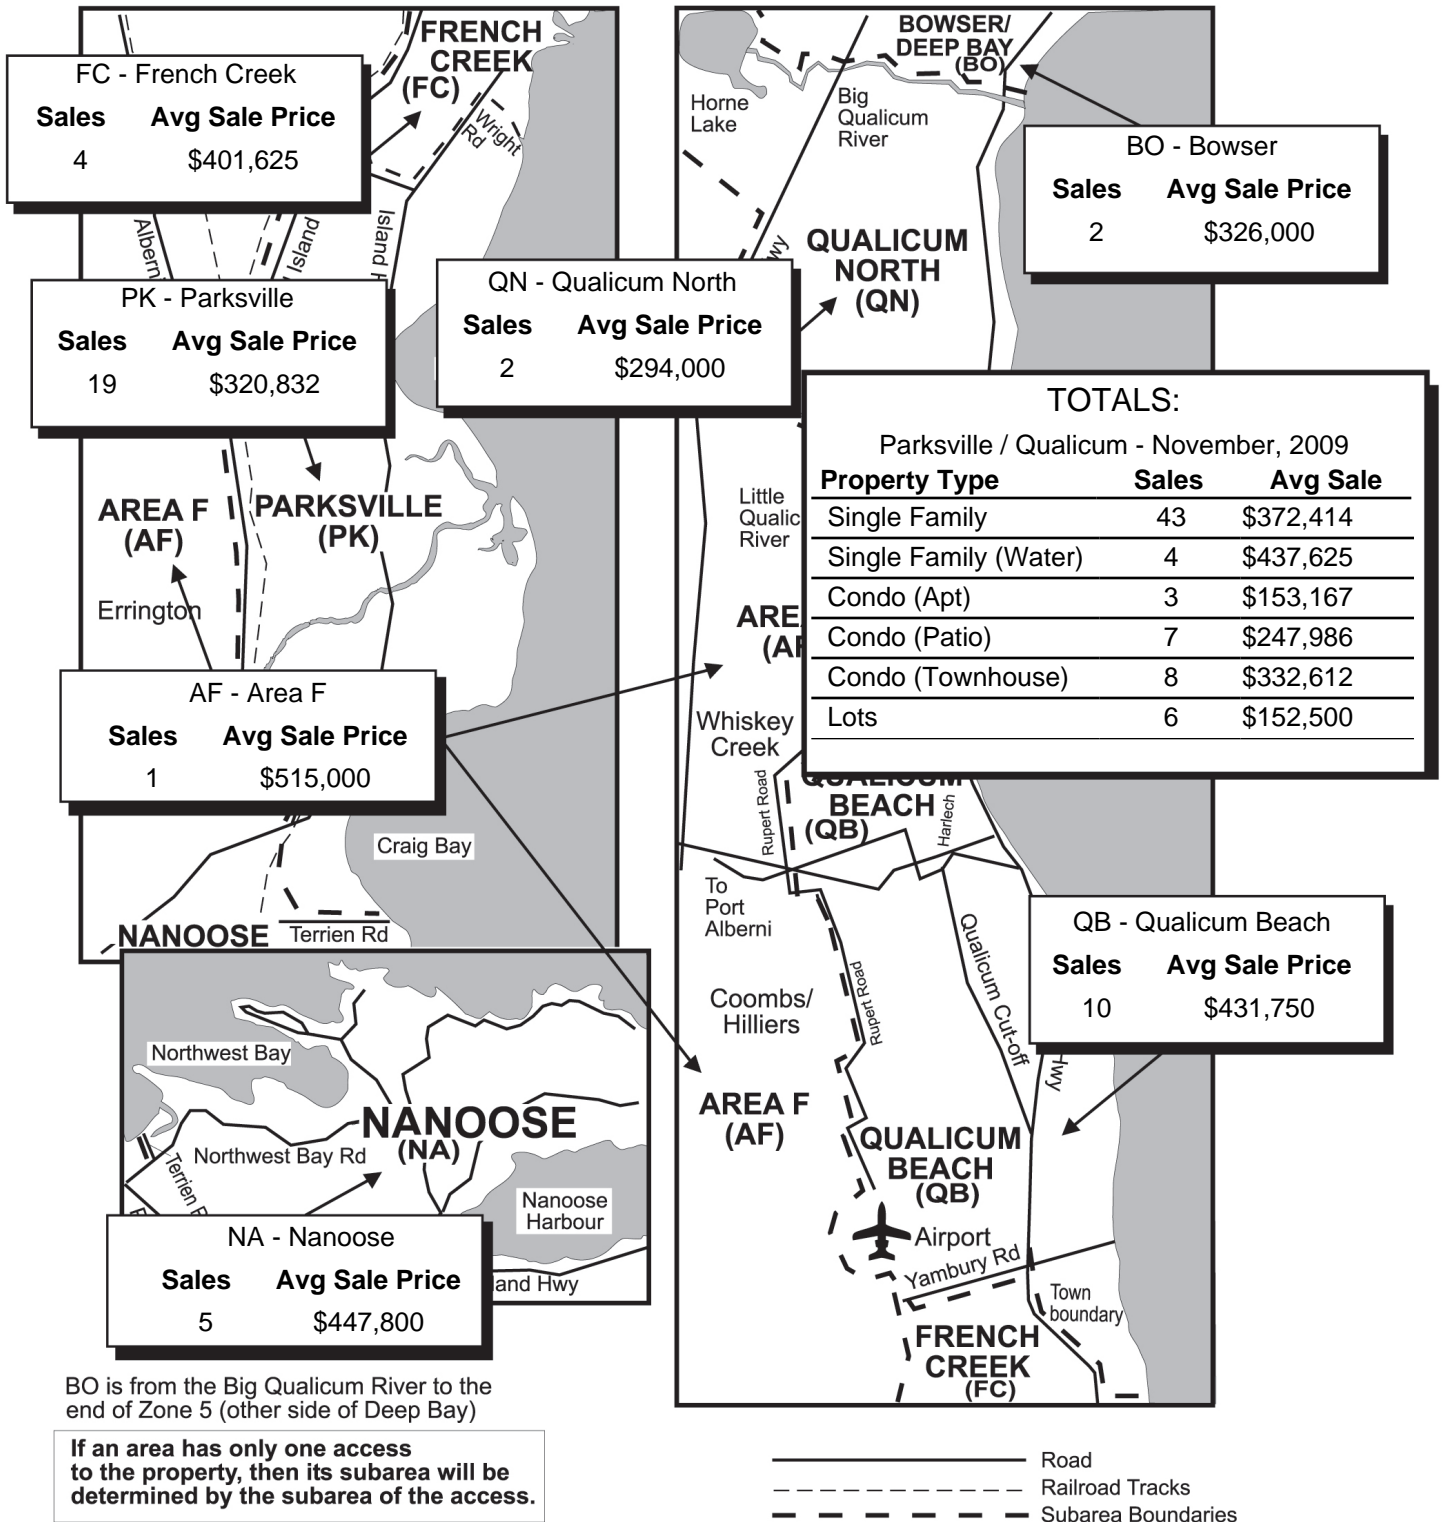 FRENCH
CREEK
(FC)
FC - French Creek
Sales Avg Sale Price
4 $401,625
Wright
Rd
Island
PK - Parksville
Sales Avg Sale Price
19 $320,832
AREA F
(AF)
PARKSVILLE
(PK)
Errington
AF - Area F
Sales Avg Sale Price
1 $515,000
Craig Bay
NANOOSE
Terrien Rd
Northwest Bay
NANOOSE
(NA)
Northwest Bay Rd
Nanoose
Harbour
NA - Nanoose
Sales Avg Sale Price
5 $447,800
Hwy
BO is from the Big Qualicum River to the
end of Zone 5 (other side of Deep Bay)
If an area has only one access
to the property, then its subarea will be
determined by the subarea of the access.
BOWSER/
DEEP BAY
(BO)
Horne
Lake
Big
Qualicum
River
BO - Bowser
Sales Avg Sale Price
2 $326,000
QUALICUM
NORTH
(QN)
QN - Qualicum North
Sales Avg Sale Price
2 $294,000
TOTALS:
Parksville / Qualicum - November, 2009
Property Type Sales Avg Sale
Single Family 43 $372,414
Single Family (Water) 4 $437,625
Condo (Apt) 3 $153,167
Condo (Patio) 7 $247,986
Condo (Townhouse) 8 $332,612
Lots 6 $152,500
Little
Qualic
River
Whiskey
Creek
Rupert Road
QUALICUM
BEACH
(QB)
Harlech
To
Port
Alberni
Coombs/
Hilliers
Rupert Road
Qualicum Cut-off
Hwy
QB - Qualicum Beach
Sales Avg Sale Price
10 $431,750
AREA F
(AF)
QUALICUM
BEACH
(QB)
Airport
Yambury Rd
Town
boundary
FRENCH
CREEK
(FC)
Road
Railroad Tracks
Subarea Boundaries